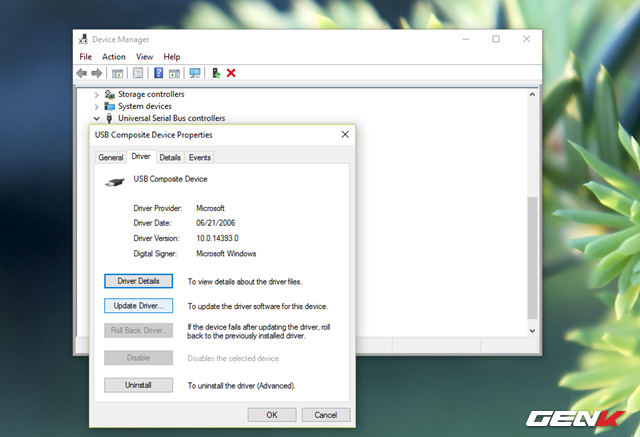 Device Manager
File Action View Help
Storage controllers
System devices
Universal Serial Bus controllers
USB Composite Device Properties
General Driver Details Events
USB Composite Device
Driver Provider: Microsoft
Driver Date: 06/21/2006
Driver Version: 10.0.14393.0
Digital Signer: Microsoft Windows
Driver Details To view details about the driver files.
Update Driver... To update the driver software for this device.
Roll Back Driver... If the device fails after updating the driver, roll
back to the previously installed driver.
Disable Disables the selected device.
Uninstall To uninstall the driver (Advanced).
OK Cancel
GENK